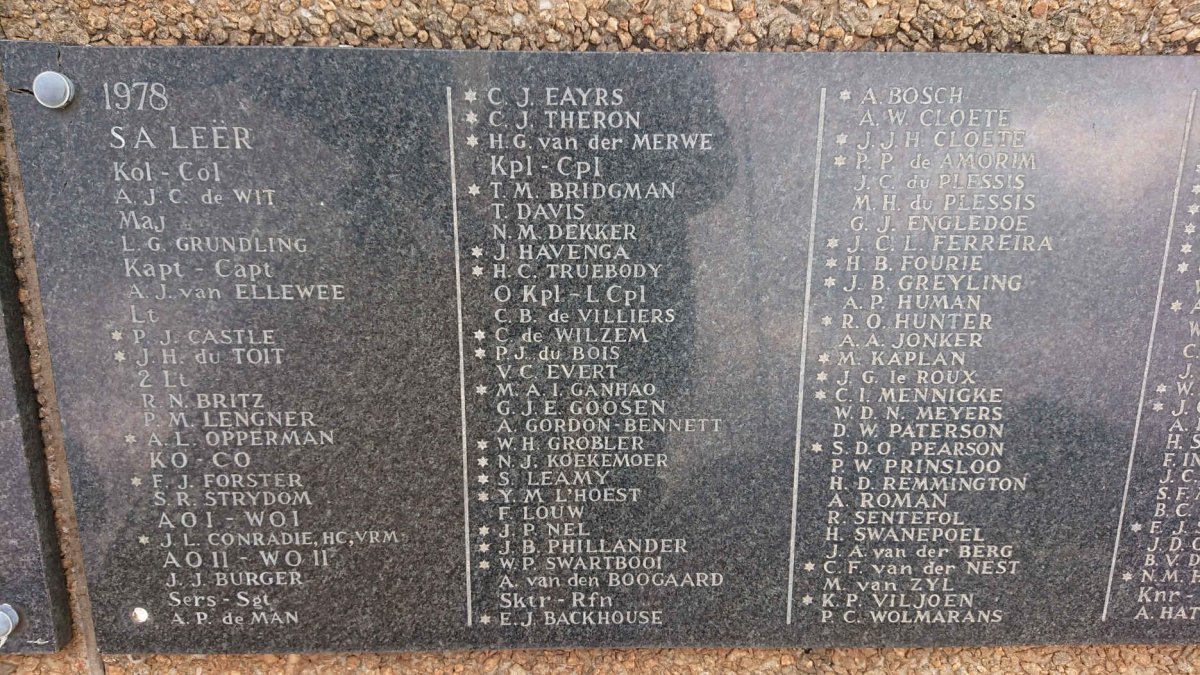 1978
SA LEËR
Kol - Col
A. J. C. de WIT
Maj
L. G. GRUNDLING
Kapt - Capt
A. J. van ELLEWEE
Lt
* P. J. CASTLE
* J. H. du TOIT
2 Lt
R. N. BRITZ
P. M. LENGNER
* A. L. OPPERMAN
KO - CO
* F. J. FORSTER
S. R. STRYDOM
AO I - WO I
* J. L. CONRADIE, HC, VRM
AO II - WO II
J. J. BURGER
Sers - Sgt
A. P. de MAN
* C. J. EAYRS
* C. J. THERON
* H. G. van der MERWE
Kpl - Cpl
* T. M. BRIDGMAN
T. DAVIS
N. M. DEKKER
* J. HAVENGA
* H. C. TRUEBODY
O Kpl - L Cpl
C. B. de VILLIERS
* C. de WILZEM
* P. J. du BOIS
V. C. EVERT
* M. A. I. GANHAO
G. J. E. GOOSEN
A. GORDON-BENNETT
* W. H. GROBLER
* N. J. KOEKEMOER
* S. LEAMY
* Y. M. L'HOEST
F. LOUW
* J. P. NEL
* J. B. PHILLANDER
* W. P. SWARTBOOI
A. van den BOOGAARD
Sktr - Rfn
* E. J. BACKHOUSE
* A. BOSCH
A. W. CLOETE
* J. J. H. CLOETE
* P. P. de AMORIM
J. C. du PLESSIS
M. H. du PLESSIS
G. J. ENGLEDOE
* J. C. L. FERREIRA
* H. B. FOURIE
* J. B. GREYLING
A. P. HUMAN
* R. O. HUNTER
A. A. JONKER
* M. KAPLAN
* J. G. le ROUX
* C. I. MENNIGKE
W. D. N. MEYERS
D. W. PATERSON
* S. D. O. PEARSON
P. W. PRINSLOO
H. D. REMMINGTON
A. ROMAN
R. SENTEFOL
H. SWANEPOEL
J. A. van der BERG
* C. F. van der NEST
M. van ZYL
* K. P. VILJOEN
P. C. WOLMARANS
Knr -
A. HAT